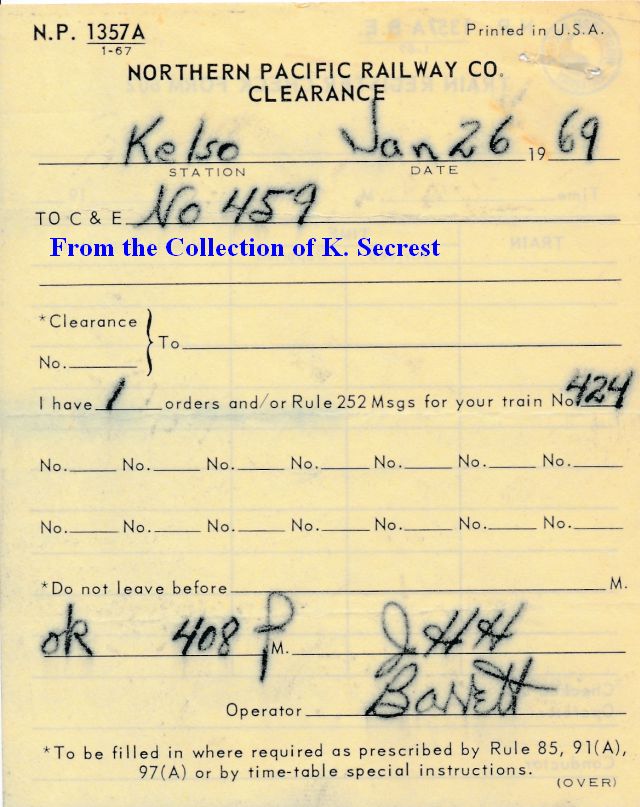 N.P. 1357A Printed in U.S.A.
1-67
NORTHERN PACIFIC RAILWAY CO.
CLEARANCE
Kelso Jan 26 1969
STATION DATE
TO C & E No 459
From the Collection of K. Secrest
*Clearance
No. } To
I have 1 orders and/or Rule 252 Msgs for your train No. 424
No. No. No. No. No. No. No.
No. No. No. No. No. No. No.
*Do not leave before M.
ok 408 P M. JHH
Operator Barrett
*To be filled in where required as prescribed by Rule 85, 91(A),
97(A) or by time-table special instructions.
(OVER)